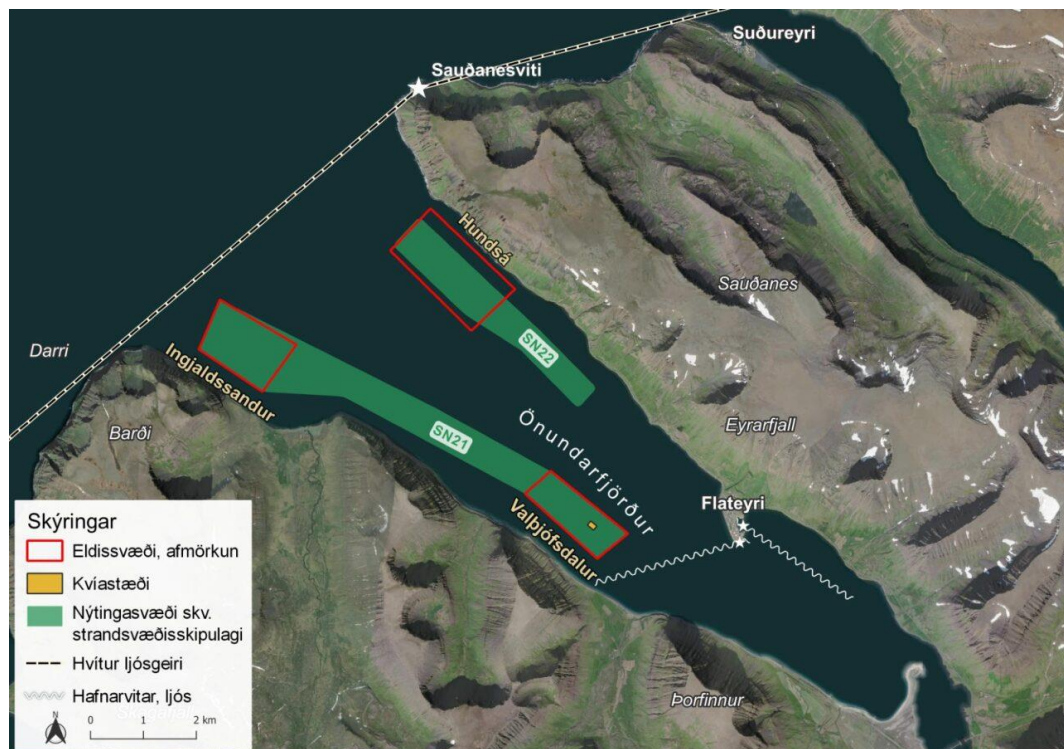 Suðureyri
Sauðanesviti
Hundsá
Sauðanes
Darri
Ingjaldssandur
SN22
Barði
SN21
Önundarfjörður
Eyrarfjall
Flateyri
Valþjófsdalur
Þorfinnur
Skýringar
Eldissvæði, afmörkun
Kvíastæði
Nýtingasvæði skv.
strandsvæðisskipulagi
Hvítur ljósgeiri
Hafnarvitar, ljós
N
0 1 2 km